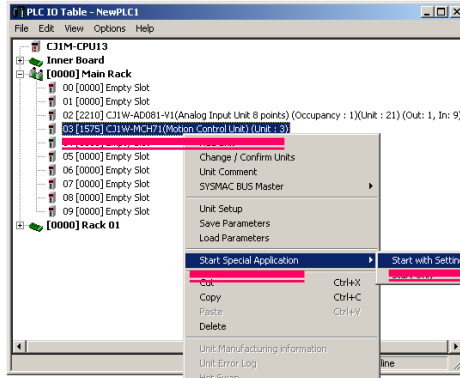 PLC IO Table - NewPLC1
File Edit View Options Help
CJ1M-CPU13
Inner Board
[0000] Main Rack
00 [0000] Empty Slot
01 [0000] Empty Slot
02 [2210] CJ1W-AD081-V1(Analog Input Unit 8 points) (Occupancy : 1)(Unit : 21) (Out: 1, In: 9)
03 [1575] CJ1W-MCH71(Motion Control Unit) (Unit : 3)
05 [0000] Empty Slot
06 [0000] Empty Slot
07 [0000] Empty Slot
08 [0000] Empty Slot
09 [0000] Empty Slot
[0000] Rack 01
Change / Confirm Units
Unit Comment
SYSMAC BUS Master
Unit Setup
Save Parameters
Load Parameters
Start Special Application
Start with Settin
Cut Ctrl+X
Copy Ctrl+C
Paste Ctrl+V
Delete
Unit Manufacturing information
Unit Error Log
Hot Swap
line